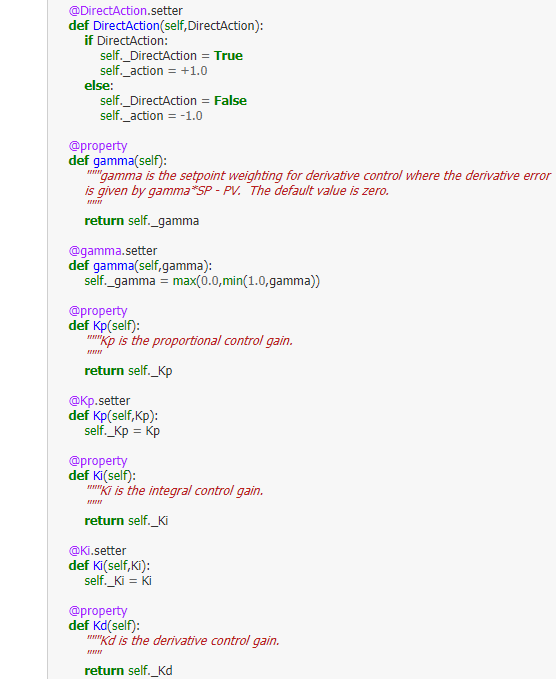 @DirectAction.setter
def DirectAction(self,DirectAction):
    if DirectAction:
        self._DirectAction = True
        self._action = +1.0
    else:
        self._DirectAction = False
        self._action = -1.0

@property
def gamma(self):
    """gamma is the setpoint weighting for derivative control where the derivative error
    is given by gamma*SP - PV.  The default value is zero.
    """
    return self._gamma

@gamma.setter
def gamma(self,gamma):
    self._gamma = max(0.0,min(1.0,gamma))

@property
def Kp(self):
    """Kp is the proportional control gain.
    """
    return self._Kp

@Kp.setter
def Kp(self,Kp):
    self._Kp = Kp

@property
def Ki(self):
    """Ki is the integral control gain.
    """
    return self._Ki

@Ki.setter
def Ki(self,Ki):
    self._Ki = Ki

@property
def Kd(self):
    """Kd is the derivative control gain.
    """
    return self._Kd